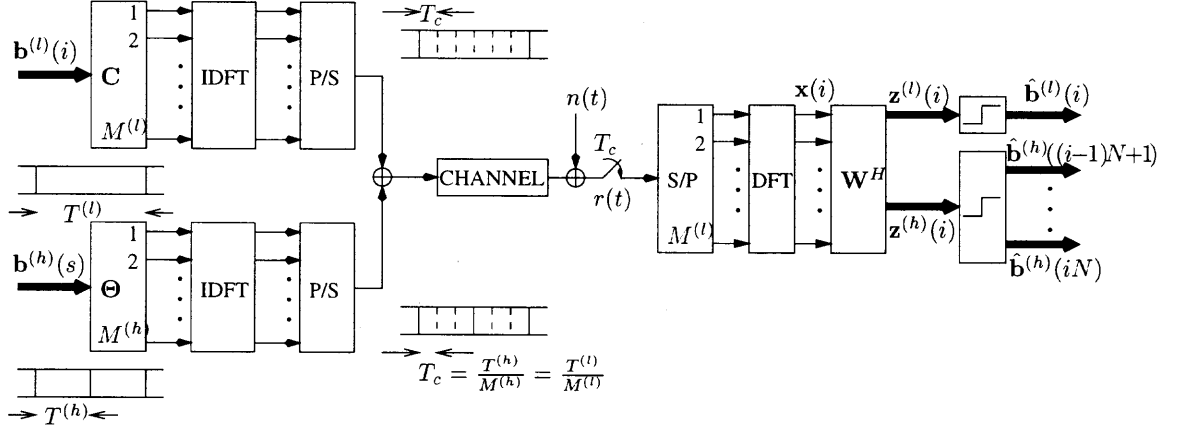 b^(l)(i)
C
1
2
M^(l)
IDFT
P/S
T_c
T^(l)
b^(h)(s)
Θ
1
2
M^(h)
IDFT
P/S
T^(h)
T_c = T^(h)/M^(h) = T^(l)/M^(l)
CHANNEL
n(t)
T_c
r(t)
S/P
1
2
M^(l)
DFT
x(i)
W^H
z^(l)(i)
z^(h)(i)
b̂^(l)(i)
b̂^(h)((i−1)N+1)
b̂^(h)(iN)